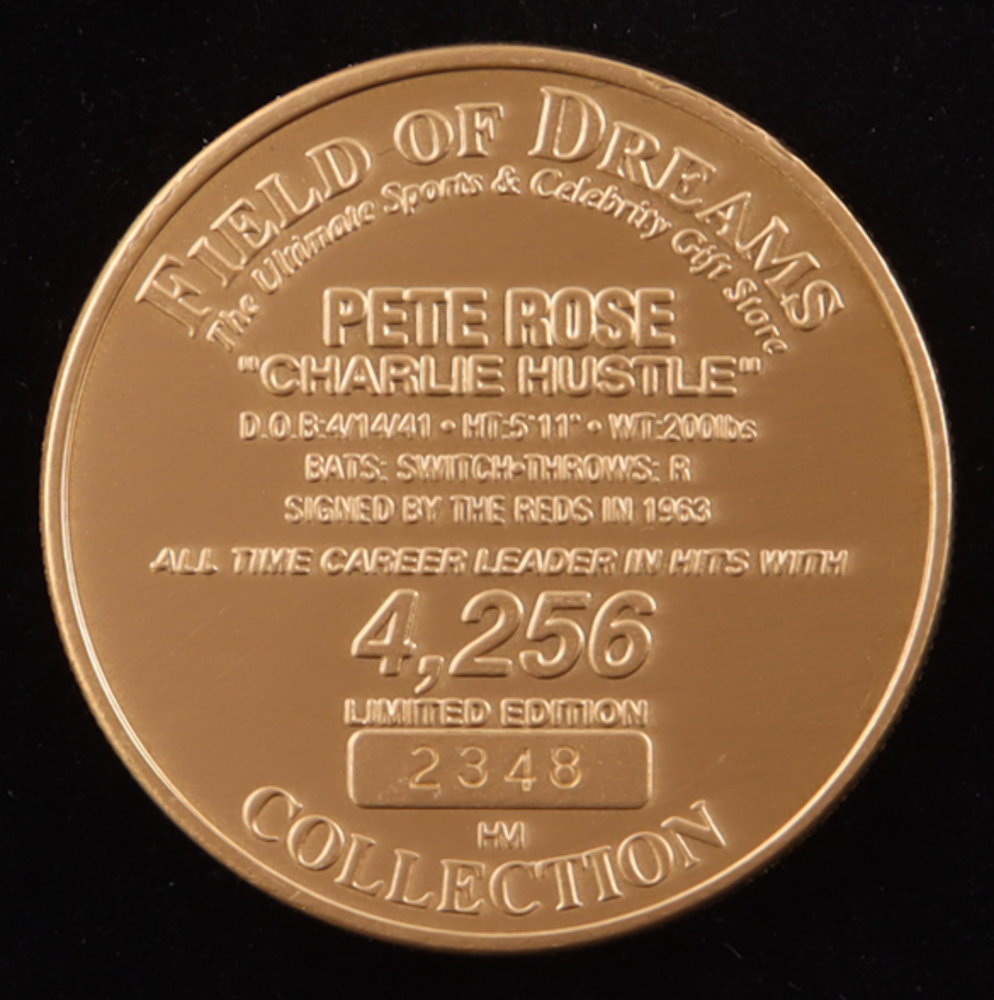 FIELD OF DREAMS
The Ultimate Sports & Celebrity Gift Store
PETE ROSE
"CHARLIE HUSTLE"
D.O.B:4/14/41 • HT:5'11" • WT:200lbs
BATS: SWITCH•THROWS: R
SIGNED BY THE REDS IN 1963
ALL TIME CAREER LEADER IN HITS WITH
4,256
LIMITED EDITION
2348
HM
COLLECTION